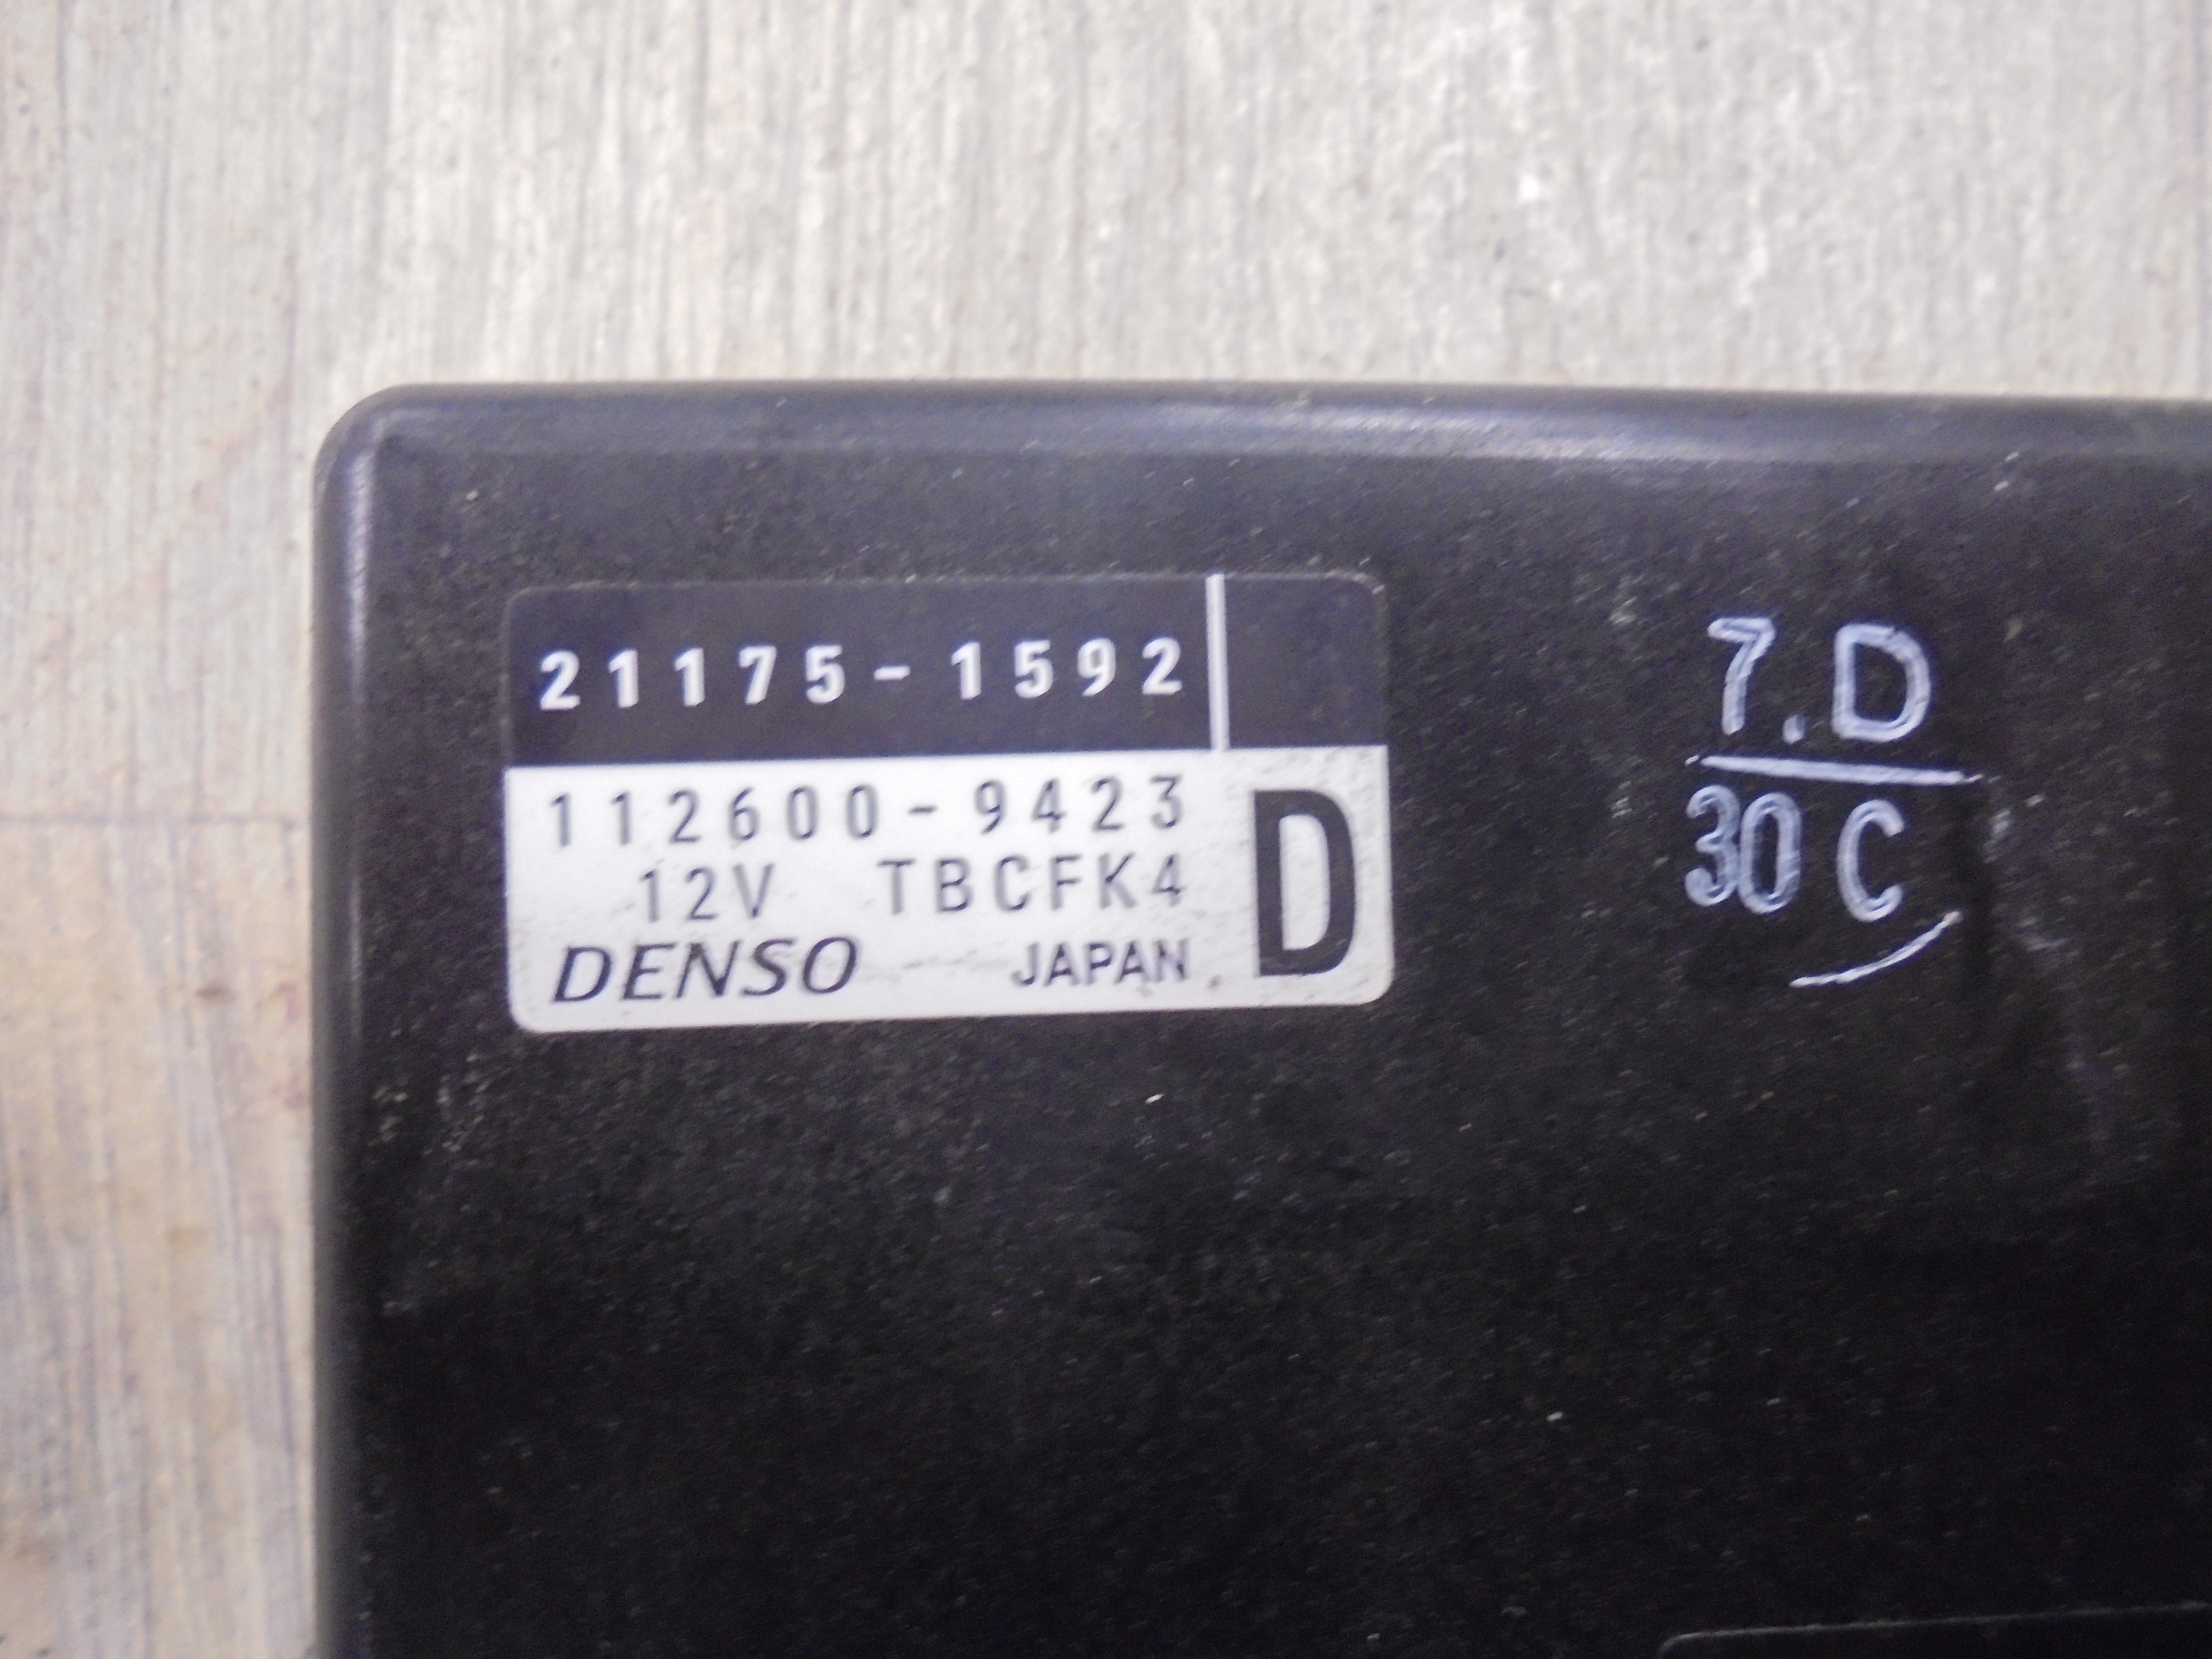 21175-1592
112600-9423
12V TBCFK4
DENSO JAPAN
D
7.D
30 C